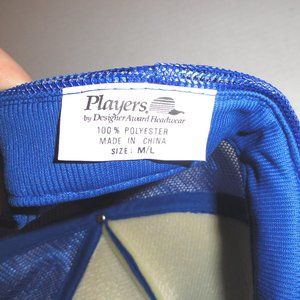 Players
by Designer Award Headwear
100% POLYESTER
MADE IN CHINA
SIZE: M/L